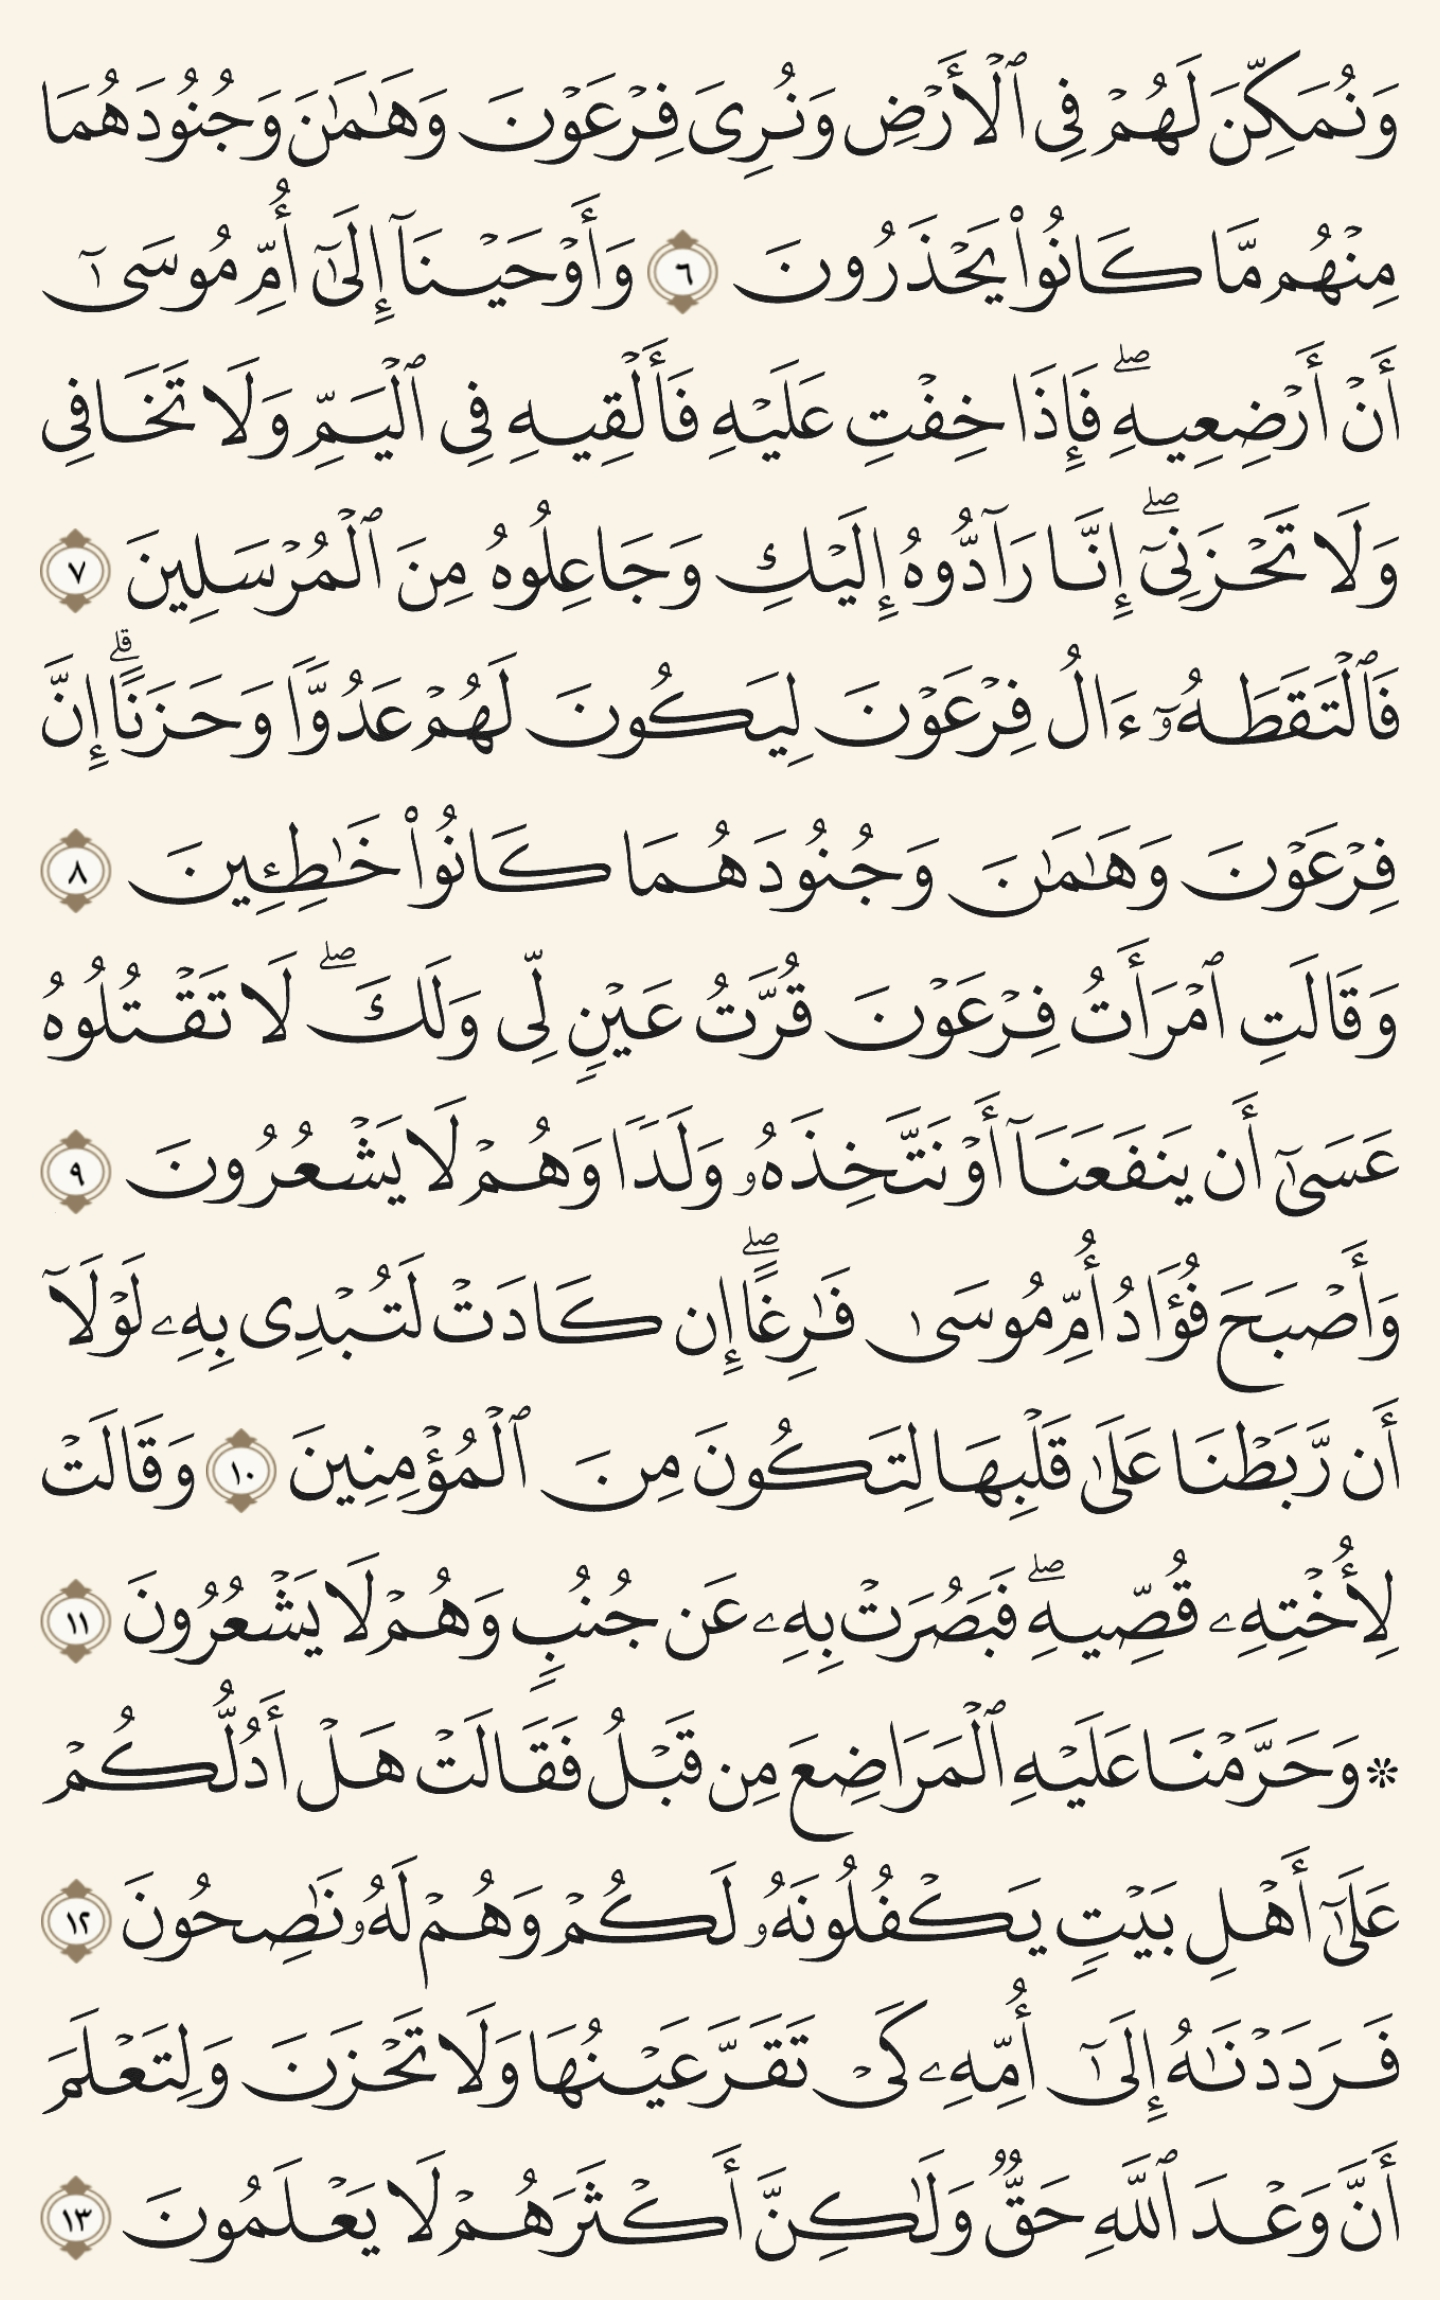 وَنُمَكِّنَ لَهُمۡ فِي ٱلۡأَرۡضِ وَنُرِيَ فِرۡعَوۡنَ وَهَٰمَٰنَ وَجُنُودَهُمَا
مِنۡهُم مَّا كَانُواْ يَحۡذَرُونَ ٦ وَأَوۡحَيۡنَآ إِلَىٰٓ أُمِّ مُوسَىٰٓ
أَنۡ أَرۡضِعِيهِۖ فَإِذَا خِفۡتِ عَلَيۡهِ فَأَلۡقِيهِ فِي ٱلۡيَمِّ وَلَا تَخَافِي
وَلَا تَحۡزَنِيٓۖ إِنَّا رَآدُّوهُ إِلَيۡكِ وَجَاعِلُوهُ مِنَ ٱلۡمُرۡسَلِينَ ٧
فَٱلۡتَقَطَهُۥٓ ءَالُ فِرۡعَوۡنَ لِيَكُونَ لَهُمۡ عَدُوّٗا وَحَزَنًاۗ إِنَّ
فِرۡعَوۡنَ وَهَٰمَٰنَ وَجُنُودَهُمَا كَانُواْ خَٰطِـِٔينَ ٨
وَقَالَتِ ٱمۡرَأَتُ فِرۡعَوۡنَ قُرَّتُ عَيۡنٖ لِّي وَلَكَۖ لَا تَقۡتُلُوهُ
عَسَىٰٓ أَن يَنفَعَنَآ أَوۡ نَتَّخِذَهُۥ وَلَدٗا وَهُمۡ لَا يَشۡعُرُونَ ٩
وَأَصۡبَحَ فُؤَادُ أُمِّ مُوسَىٰ فَٰرِغًاۖ إِن كَادَتۡ لَتُبۡدِي بِهِۦ لَوۡلَآ
أَن رَّبَطۡنَا عَلَىٰ قَلۡبِهَا لِتَكُونَ مِنَ ٱلۡمُؤۡمِنِينَ ١٠ وَقَالَتۡ
لِأُخۡتِهِۦ قُصِّيهِۖ فَبَصُرَتۡ بِهِۦ عَن جُنُبٖ وَهُمۡ لَا يَشۡعُرُونَ ١١
۞ وَحَرَّمۡنَا عَلَيۡهِ ٱلۡمَرَاضِعَ مِن قَبۡلُ فَقَالَتۡ هَلۡ أَدُلُّكُمۡ
عَلَىٰٓ أَهۡلِ بَيۡتٖ يَكۡفُلُونَهُۥ لَكُمۡ وَهُمۡ لَهُۥ نَٰصِحُونَ ١٢
فَرَدَدۡنَٰهُ إِلَىٰٓ أُمِّهِۦ كَيۡ تَقَرَّ عَيۡنُهَا وَلَا تَحۡزَنَ وَلِتَعۡلَمَ
أَنَّ وَعۡدَ ٱللَّهِ حَقّٞ وَلَٰكِنَّ أَكۡثَرَهُمۡ لَا يَعۡلَمُونَ ١٣